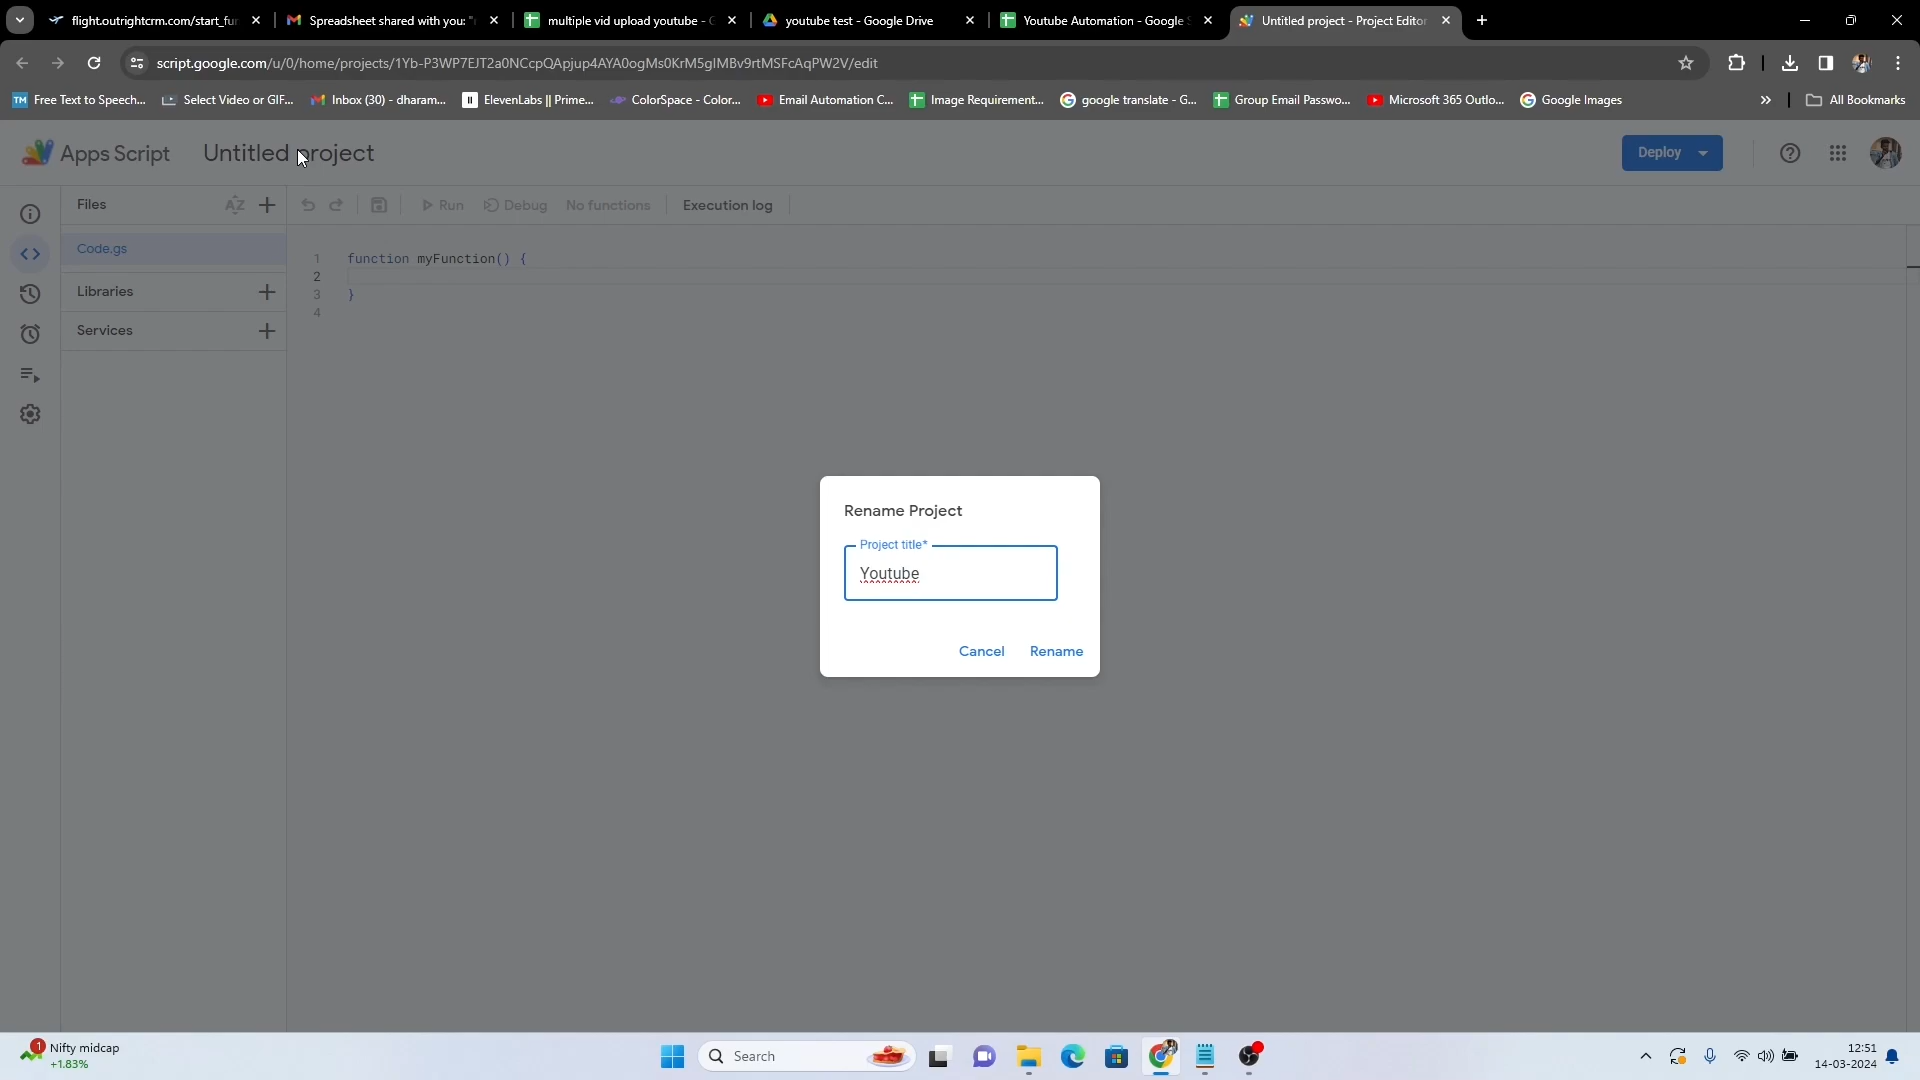 flight.outrightcrm.com/start_fur
Spreadsheet shared with you: "r
multiple vid upload youtube - G
youtube test - Google Drive
Youtube Automation - Google S
Untitled project - Project Editor
script.google.com/u/0/home/projects/1Yb-P3WP7EJT2a0NCcpQApjup4AYA0ogMs0KrM5glMBv9rtMSFcAqPW2V/edit
TM Free Text to Speech...
Select Video or GIF...
Inbox (30) - dharam...
ElevenLabs || Prime...
ColorSpace - Color...
Email Automation C...
Image Requirement...
google translate - G...
Group Email Passwo...
Microsoft 365 Outlo...
Google Images
All Bookmarks
Apps Script
Untitled project
Deploy
Files
AZ
Run
Debug
No functions
Execution log
Code.gs
Libraries
Services
1 function myFunction() {
2
3 }
4
Rename Project
Project title*
Youtube
Cancel
Rename
1
Nifty midcap
+1.83%
Search
12:51
14-03-2024